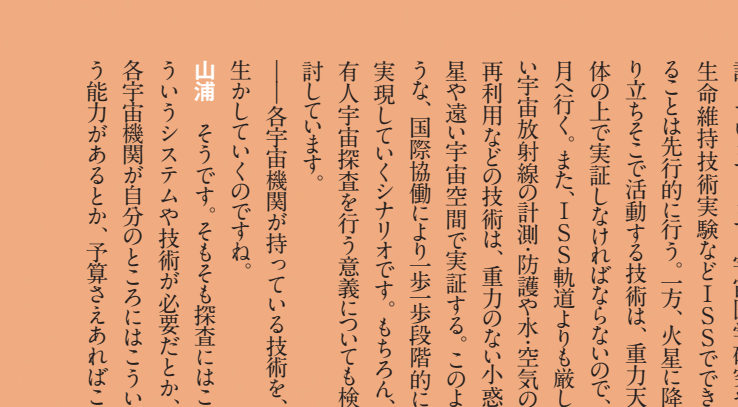 生命維持技術実験などISSででき
ることは先行的に行う。一方、火星に降
り立ちそこで活動する技術は、重力天
体の上で実証しなければならないので、
月へ行く。また、ISS軌道よりも厳し
い宇宙放射線の計測・防護や水・空気の
再利用などの技術は、重力のない小惑
星や遠い宇宙空間で実証する。このよ
うな、国際協働により一歩一歩段階的に
実現していくシナリオです。もちろん、
有人宇宙探査を行う意義についても検
討しています。
――各宇宙機関が持っている技術を、
生かしていくのですね。
山浦 そうです。そもそも探査にはこ
ういうシステムや技術が必要だとか、
各宇宙機関が自分のところにはこうい
う能力があるとか、予算さえあればこ